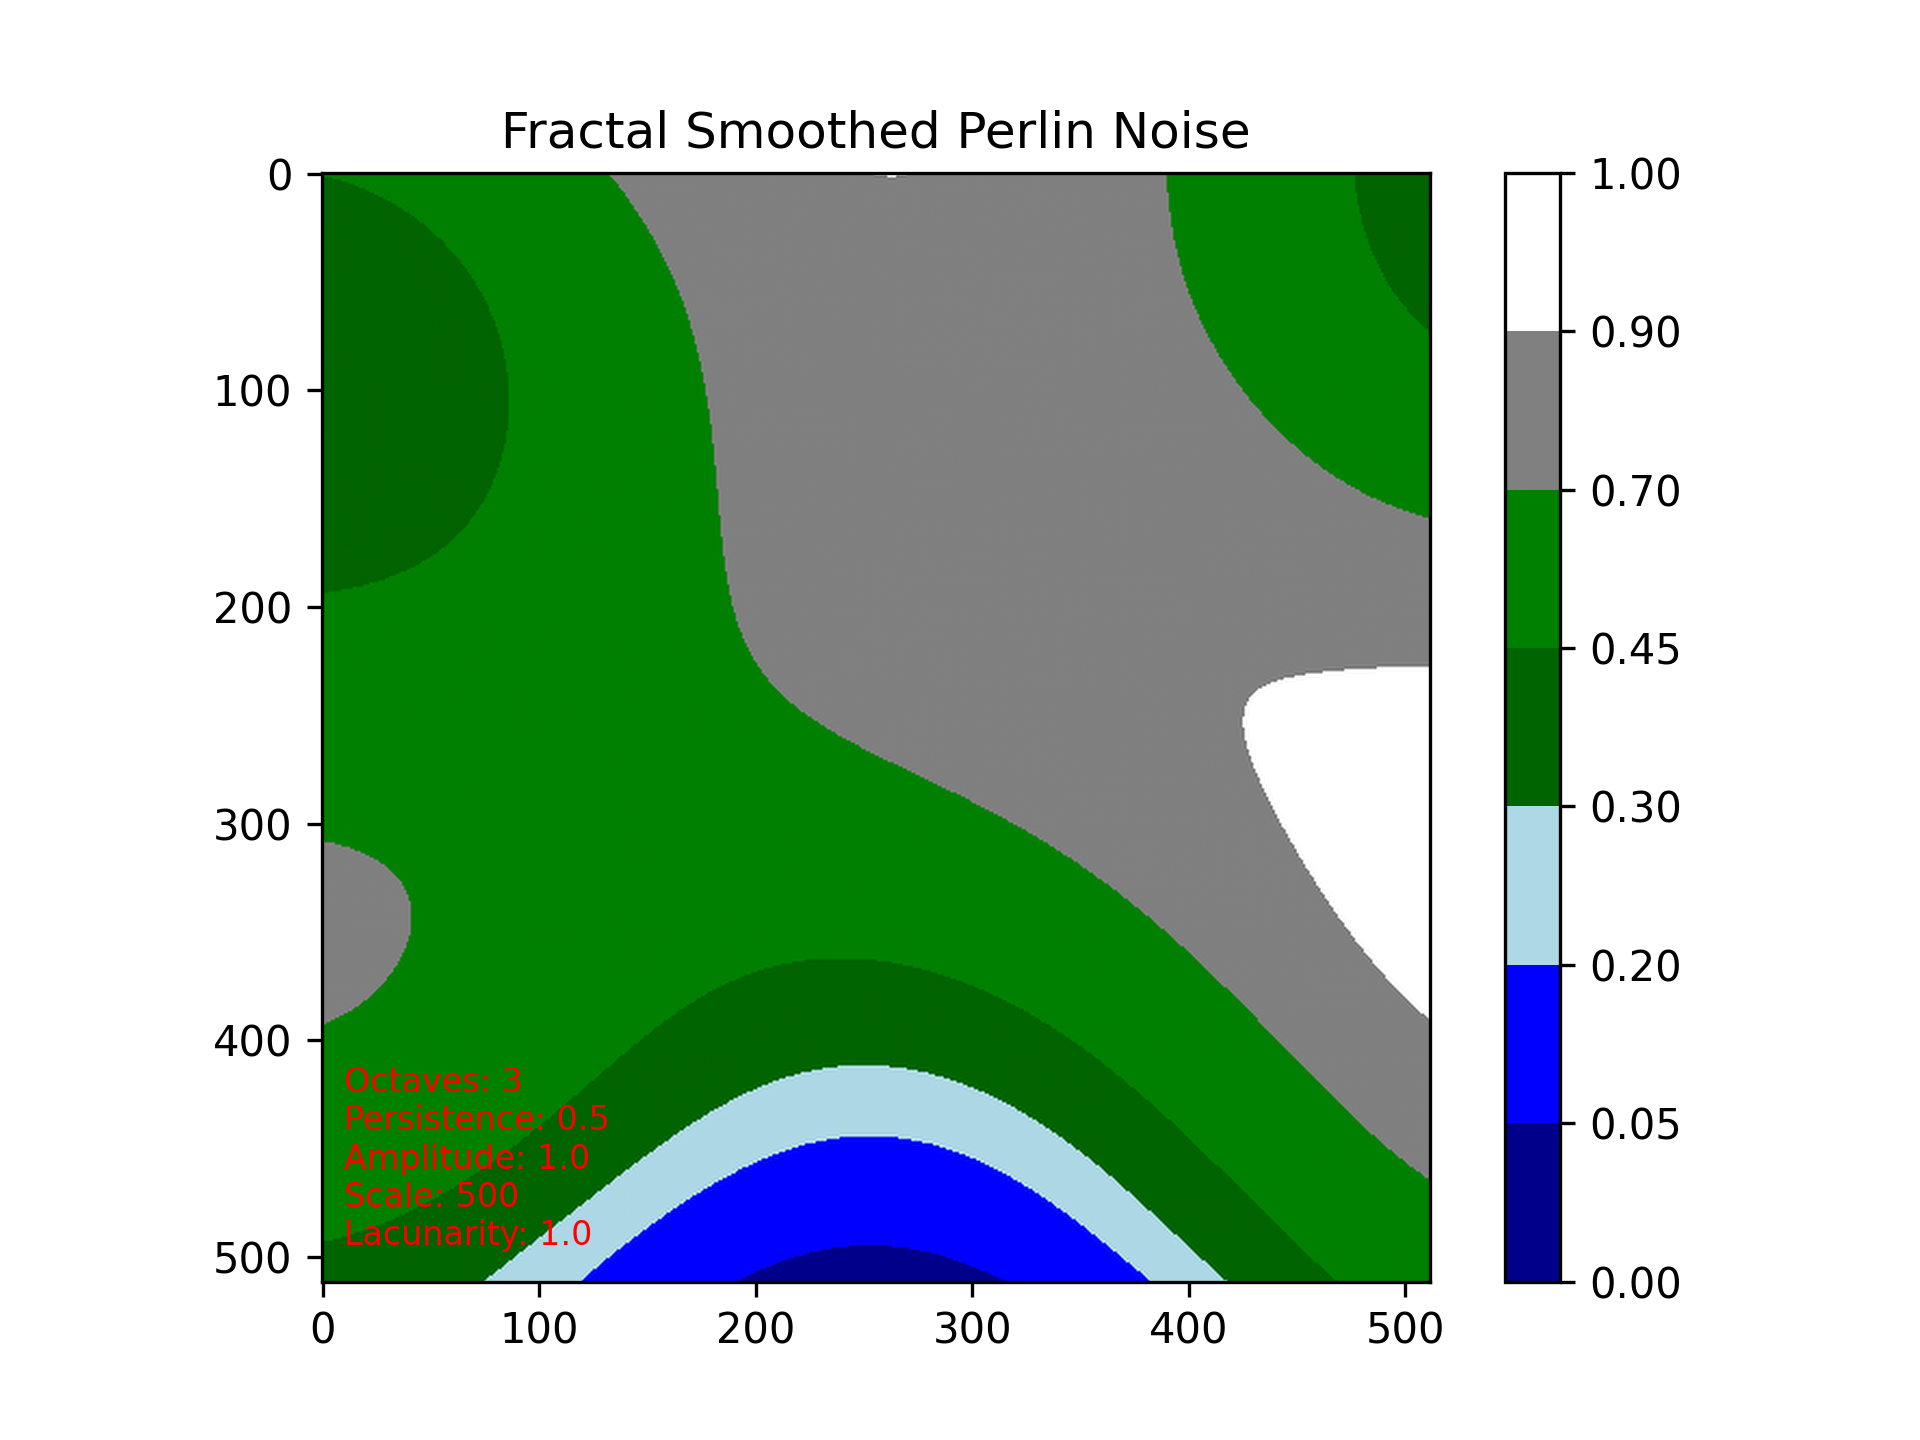 Fractal Smoothed Perlin Noise
0
100
200
300
400
500
0 100 200 300 400 500
Octaves: 3
Persistence: 0.5
Amplitude: 1.0
Scale: 500
Lacunarity: 1.0
1.00
0.90
0.70
0.45
0.30
0.20
0.05
0.00